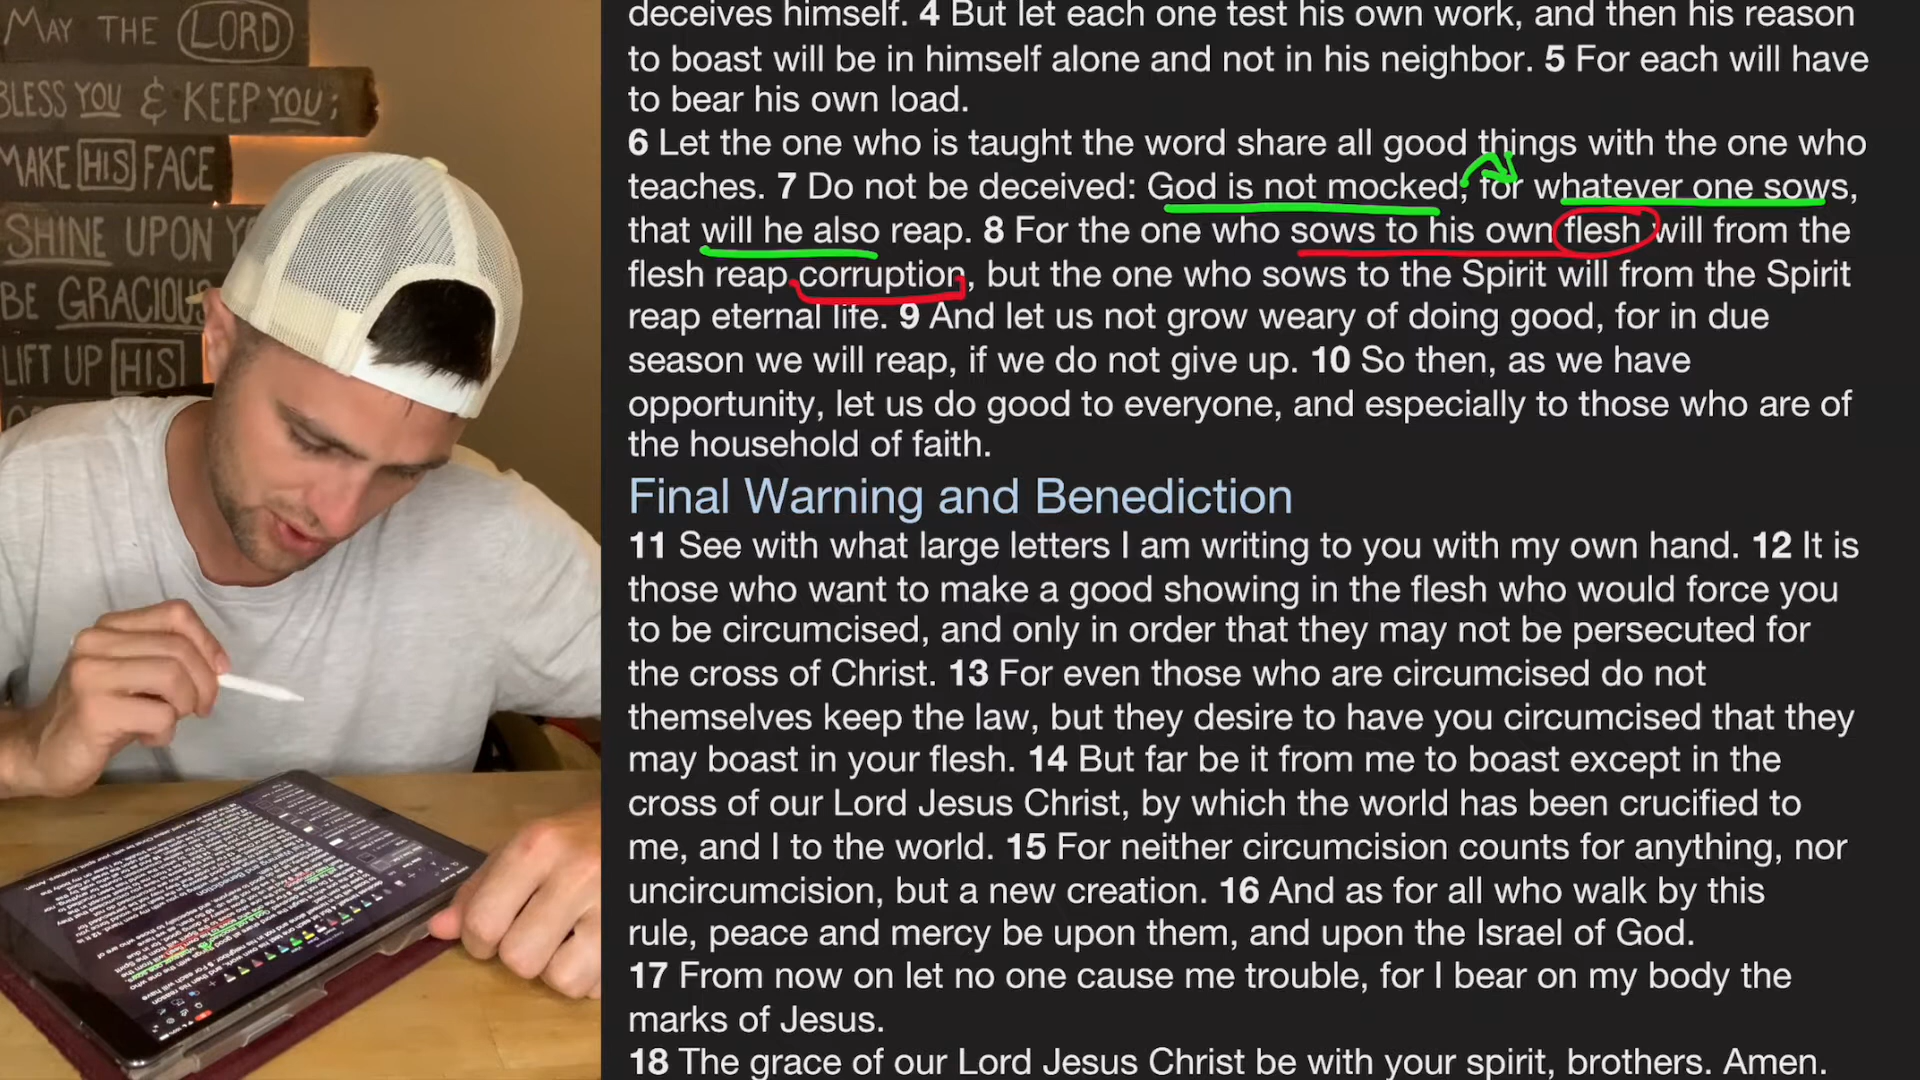 MAY THE LORD
BLESS YOU & KEEP YOU;
MAKE HIS FACE
SHINE UPON
BE GRACIOUS
LIFT UP HIS
deceives himself. 4 But let each one test his own work, and then his reason
to boast will be in himself alone and not in his neighbor. 5 For each will have
to bear his own load.
6 Let the one who is taught the word share all good things with the one who
teaches. 7 Do not be deceived: God is not mocked, for whatever one sows,
that will he also reap. 8 For the one who sows to his own flesh will from the
flesh reap corruption, but the one who sows to the Spirit will from the Spirit
reap eternal life. 9 And let us not grow weary of doing good, for in due
season we will reap, if we do not give up. 10 So then, as we have
opportunity, let us do good to everyone, and especially to those who are of
the household of faith.
Final Warning and Benediction
11 See with what large letters I am writing to you with my own hand. 12 It is
those who want to make a good showing in the flesh who would force you
to be circumcised, and only in order that they may not be persecuted for
the cross of Christ. 13 For even those who are circumcised do not
themselves keep the law, but they desire to have you circumcised that they
may boast in your flesh. 14 But far be it from me to boast except in the
cross of our Lord Jesus Christ, by which the world has been crucified to
me, and I to the world. 15 For neither circumcision counts for anything, nor
uncircumcision, but a new creation. 16 And as for all who walk by this
rule, peace and mercy be upon them, and upon the Israel of God.
17 From now on let no one cause me trouble, for I bear on my body the
marks of Jesus.
18 The grace of our Lord Jesus Christ be with your spirit, brothers. Amen.